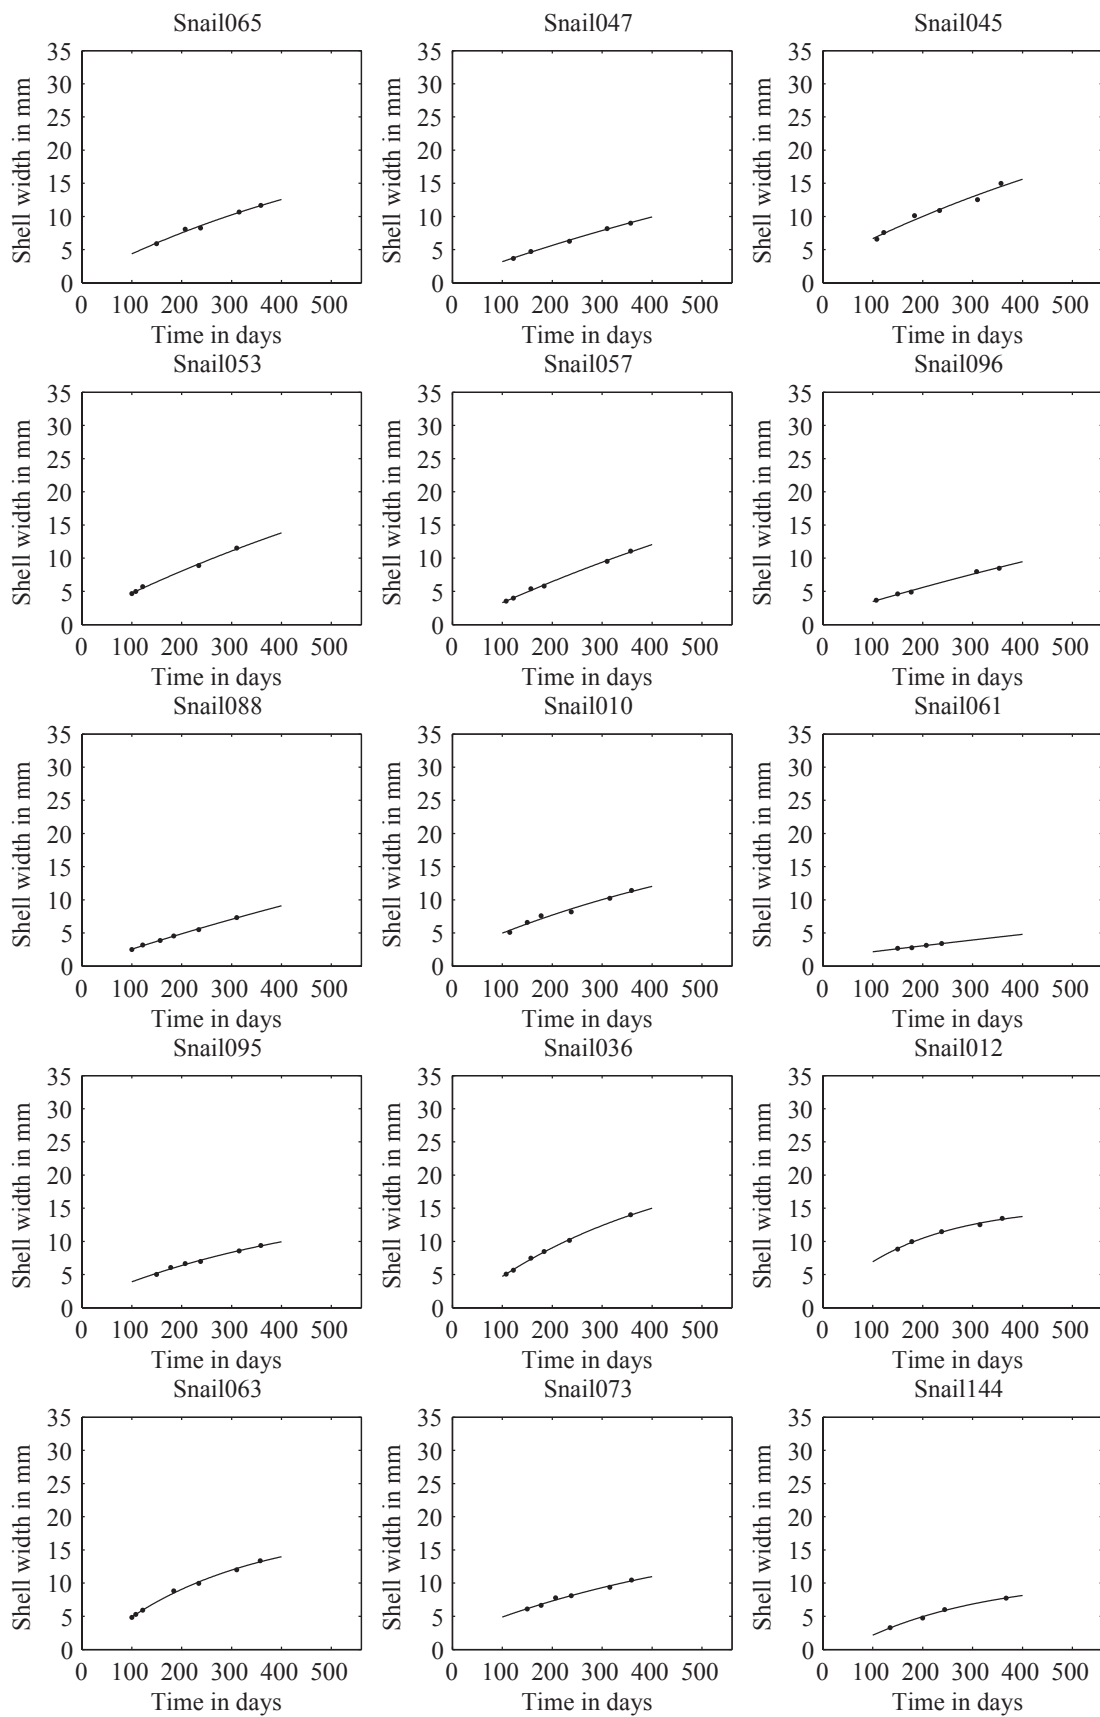 Snail065 Snail047 Snail045
35 35 35
30 30 30
25 25 25
20 20 20
15 15 15
10 10 10
5 5 5
0 0 0
0 100 200 300 400 500 0 100 200 300 400 500 0 100 200 300 400 500
Shell width in mm Shell width in mm Shell width in mm
Time in days Time in days Time in days
Snail053 Snail057 Snail096
35 35 35
30 30 30
25 25 25
20 20 20
15 15 15
10 10 10
5 5 5
0 0 0
0 100 200 300 400 500 0 100 200 300 400 500 0 100 200 300 400 500
Shell width in mm Shell width in mm Shell width in mm
Time in days Time in days Time in days
Snail088 Snail010 Snail061
35 35 35
30 30 30
25 25 25
20 20 20
15 15 15
10 10 10
5 5 5
0 0 0
0 100 200 300 400 500 0 100 200 300 400 500 0 100 200 300 400 500
Shell width in mm Shell width in mm Shell width in mm
Time in days Time in days Time in days
Snail095 Snail036 Snail012
35 35 35
30 30 30
25 25 25
20 20 20
15 15 15
10 10 10
5 5 5
0 0 0
0 100 200 300 400 500 0 100 200 300 400 500 0 100 200 300 400 500
Shell width in mm Shell width in mm Shell width in mm
Time in days Time in days Time in days
Snail063 Snail073 Snail144
35 35 35
30 30 30
25 25 25
20 20 20
15 15 15
10 10 10
5 5 5
0 0 0
0 100 200 300 400 500 0 100 200 300 400 500 0 100 200 300 400 500
Shell width in mm Shell width in mm Shell width in mm
Time in days Time in days Time in days